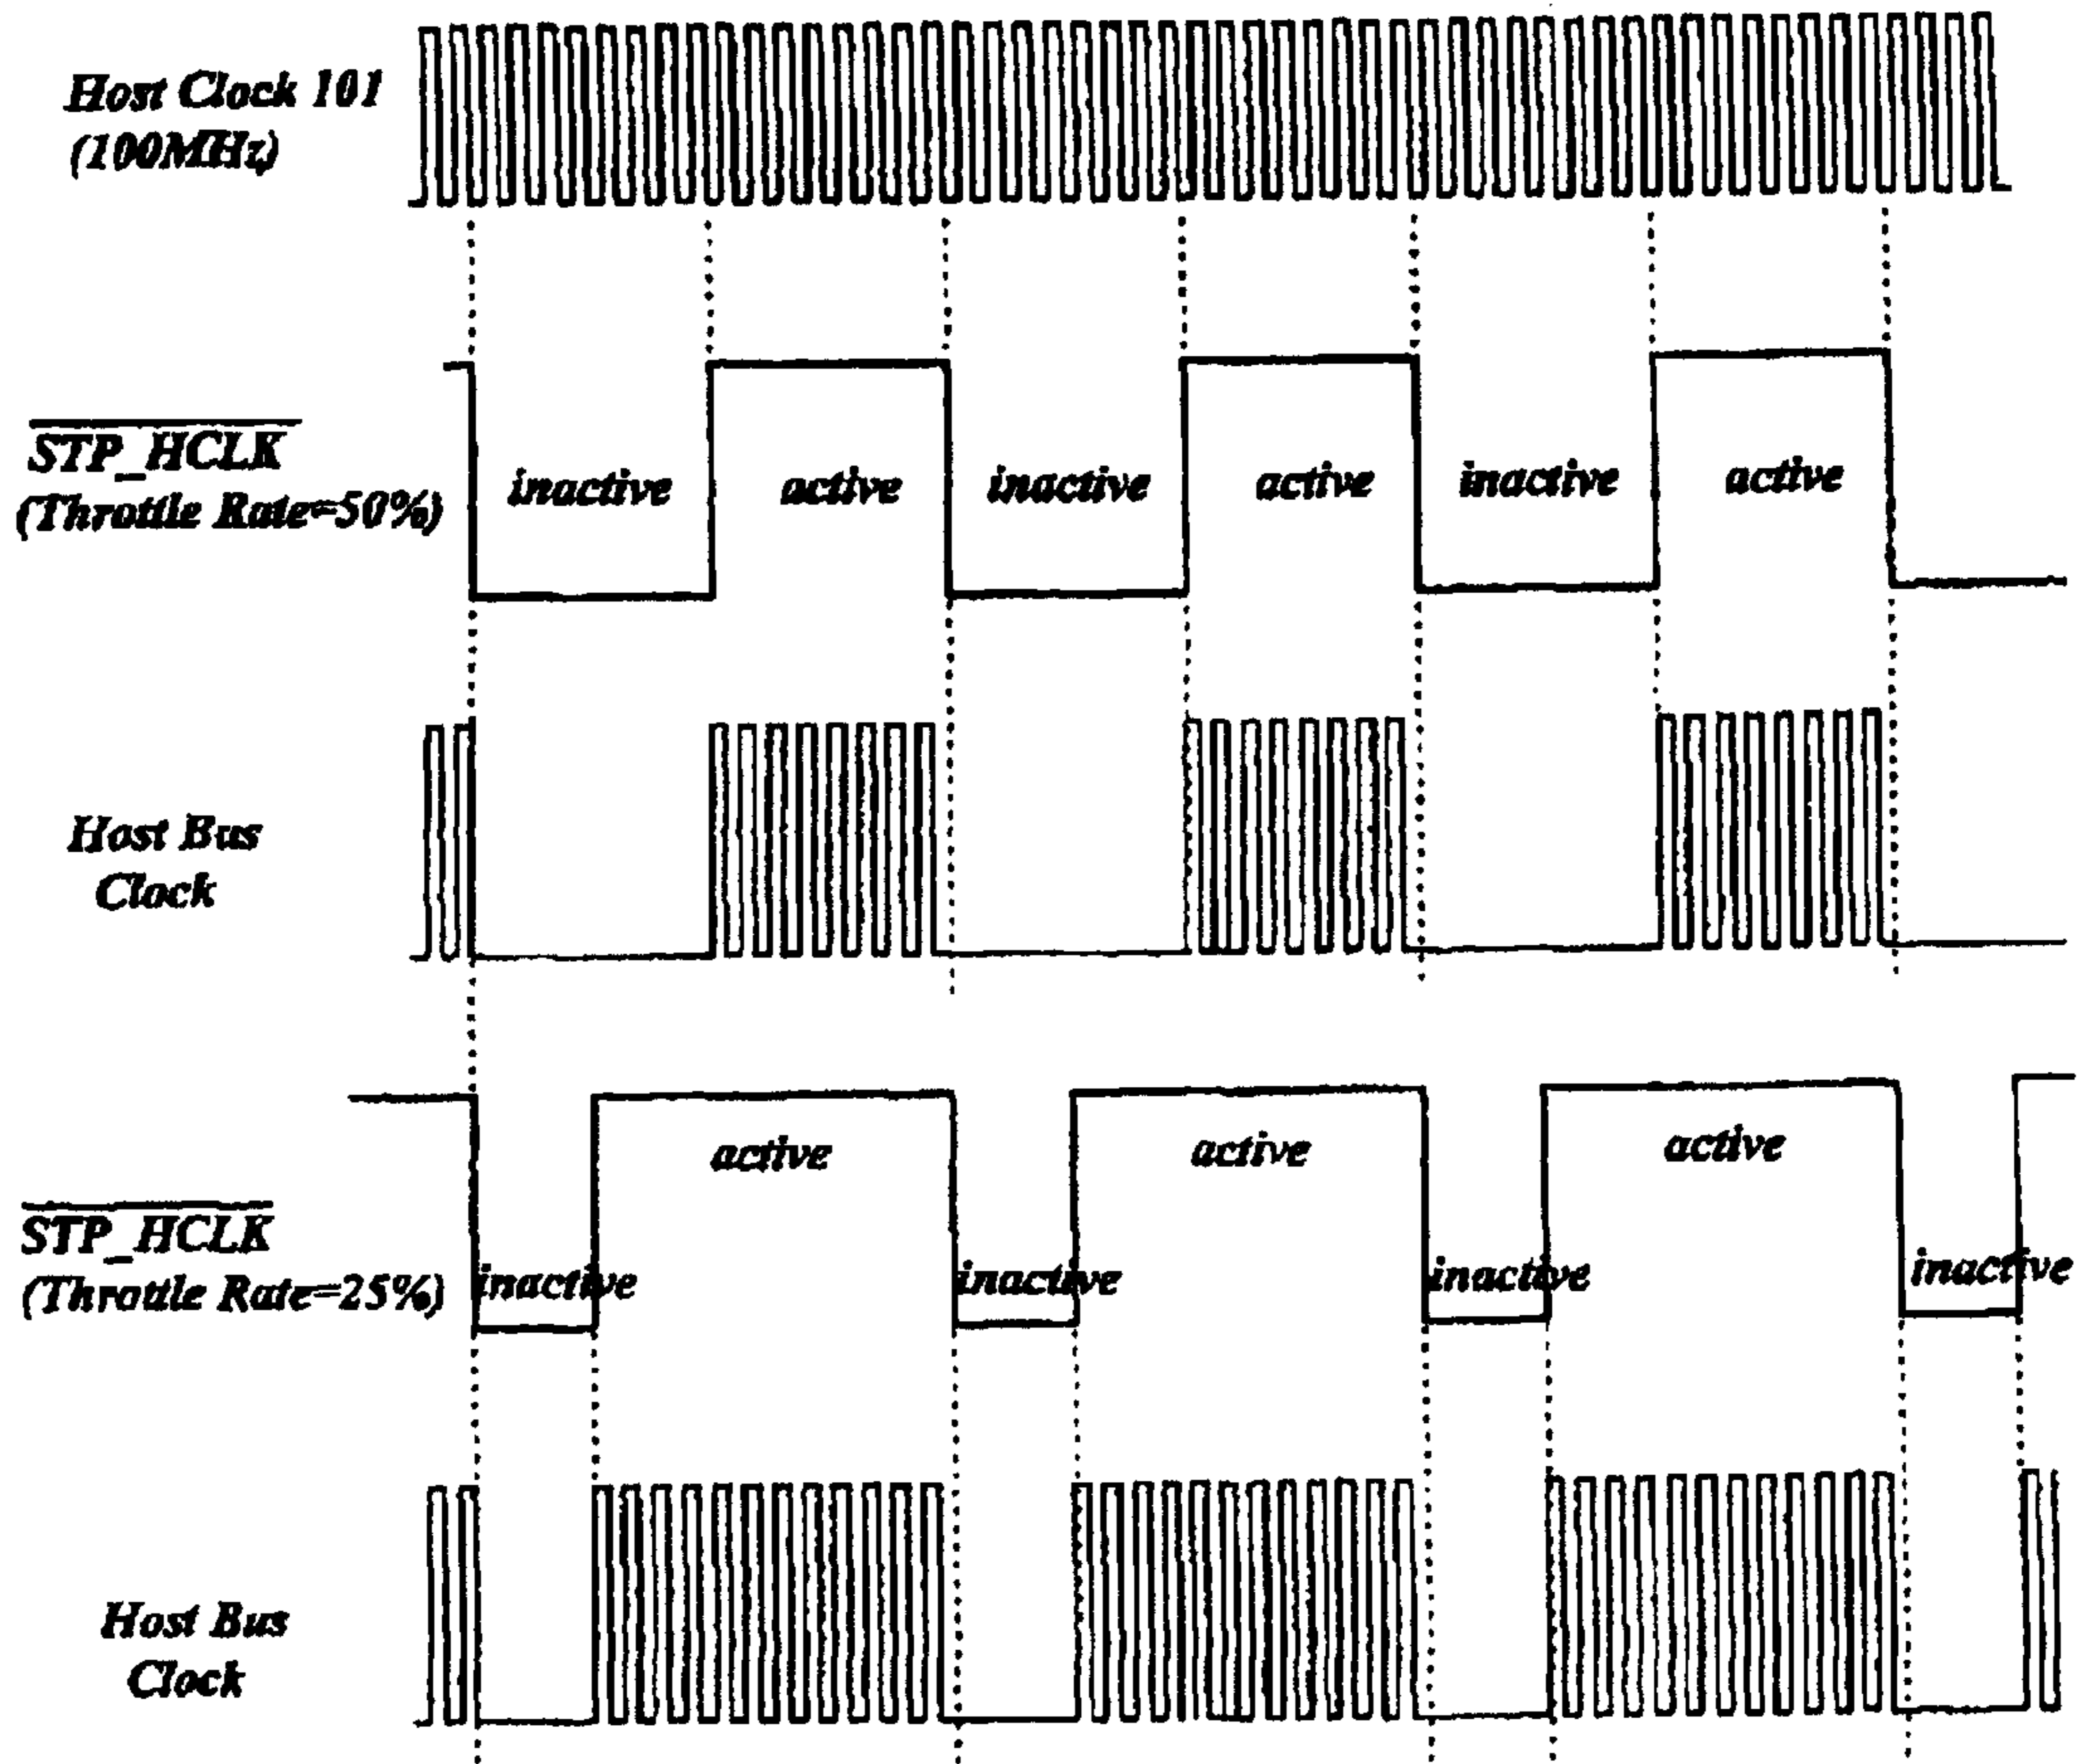 Host Clock 101
(100MHz)
STP_HCLK
(Throttle Rate=50%)
inactive
active
inactive
active
inactive
active
Host Bus
Clock
active
active
active
STP_HCLK
(Throttle Rate=25%)
inactive
inactive
inactive
inactive
Host Bus
Clock